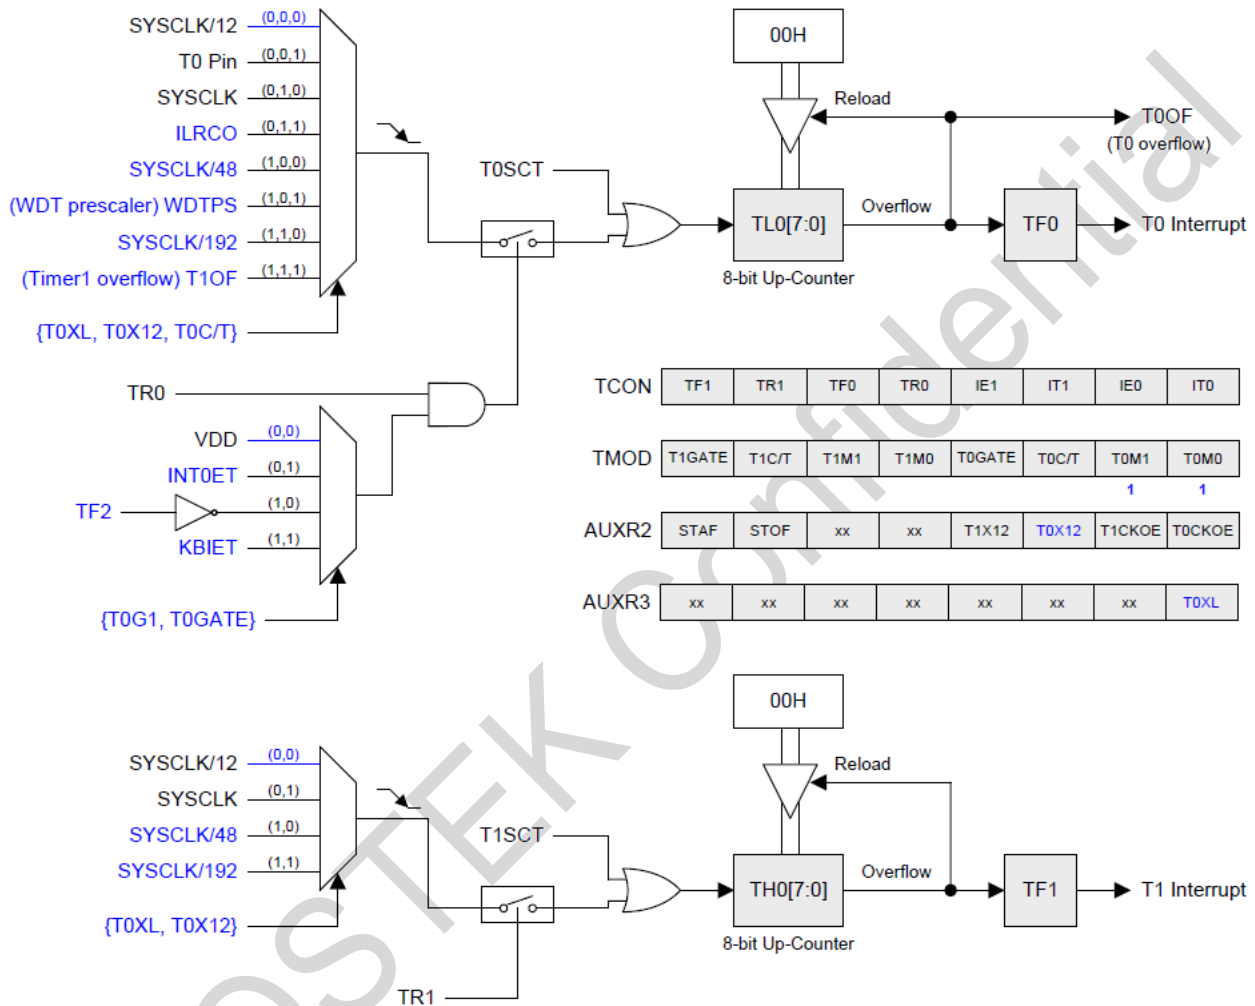 SYSCLK/12 (0,0,0)
T0 Pin (0,0,1)
SYSCLK (0,1,0)
ILRCO (0,1,1)
SYSCLK/48 (1,0,0)
(WDT prescaler) WDTPS (1,0,1)
SYSCLK/192 (1,1,0)
(Timer1 overflow) T1OF (1,1,1)
{T0XL, T0X12, T0C/T}
T0SCT
00H
Reload
TL0[7:0]
8-bit Up-Counter
Overflow
T0OF
(T0 overflow)
TF0
T0 Interrupt
TR0
VDD (0,0)
INT0ET (0,1)
TF2 (1,0)
KBIET (1,1)
{T0G1, T0GATE}
TCON TF1 TR1 TF0 TR0 IE1 IT1 IE0 IT0
TMOD T1GATE T1C/T T1M1 T1M0 T0GATE T0C/T T0M1 T0M0
1 1
AUXR2 STAF STOF xx xx T1X12 T0X12 T1CKOE T0CKOE
AUXR3 xx xx xx xx xx xx xx T0XL
SYSCLK/12 (0,0)
SYSCLK (0,1)
SYSCLK/48 (1,0)
SYSCLK/192 (1,1)
{T0XL, T0X12}
TR1
T1SCT
00H
Reload
TH0[7:0]
8-bit Up-Counter
Overflow
TF1
T1 Interrupt
OSTEK Confidential